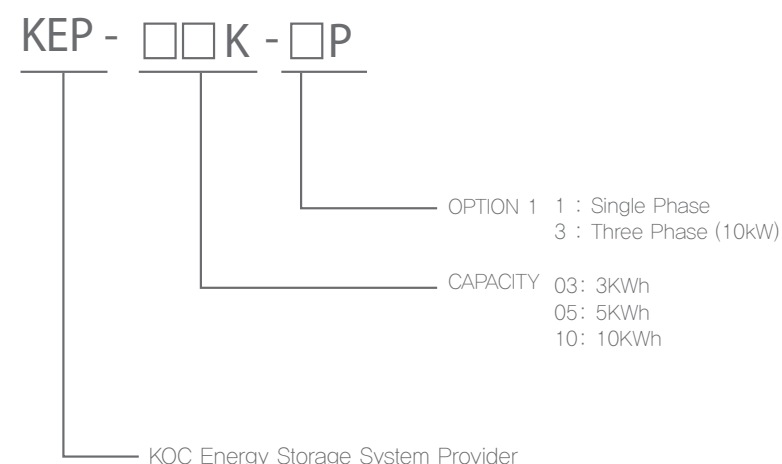 KEP - □□K - □P
OPTION 1 1 : Single Phase
3 : Three Phase (10kW)
CAPACITY 03: 3KWh
05: 5KWh
10: 10KWh
KOC Energy Storage System Provider